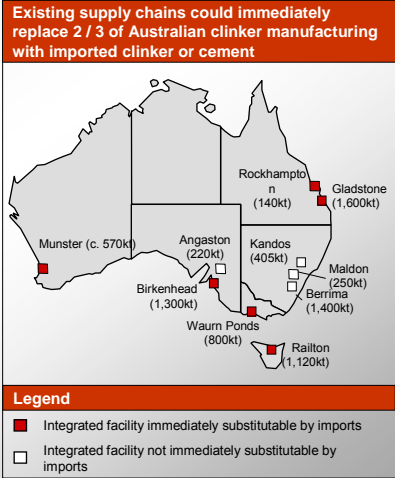 Existing supply chains could immediately
replace 2 / 3 of Australian clinker manufacturing
with imported clinker or cement
Rockhampto
n
(140kt)
Gladstone
(1,600kt)
Munster (c. 570kt)
Angaston
(220kt)
Kandos
(405kt)
Maldon
(250kt)
Birkenhead
(1,300kt)
Berrima
(1,400kt)
Waurn Ponds
(800kt)
Railton
(1,120kt)
Legend
Integrated facility immediately substitutable by imports
Integrated facility not immediately substitutable by
imports